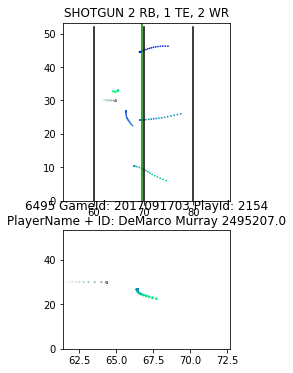 SHOTGUN 2 RB, 1 TE, 2 WR
50
40
30
20
10
0
60 70 80
6495 GameId: 2017091703 PlayId: 2154
PlayerName + ID: DeMarco Murray 2495207.0
40
20
0
62.5 65.0 67.5 70.0 72.5